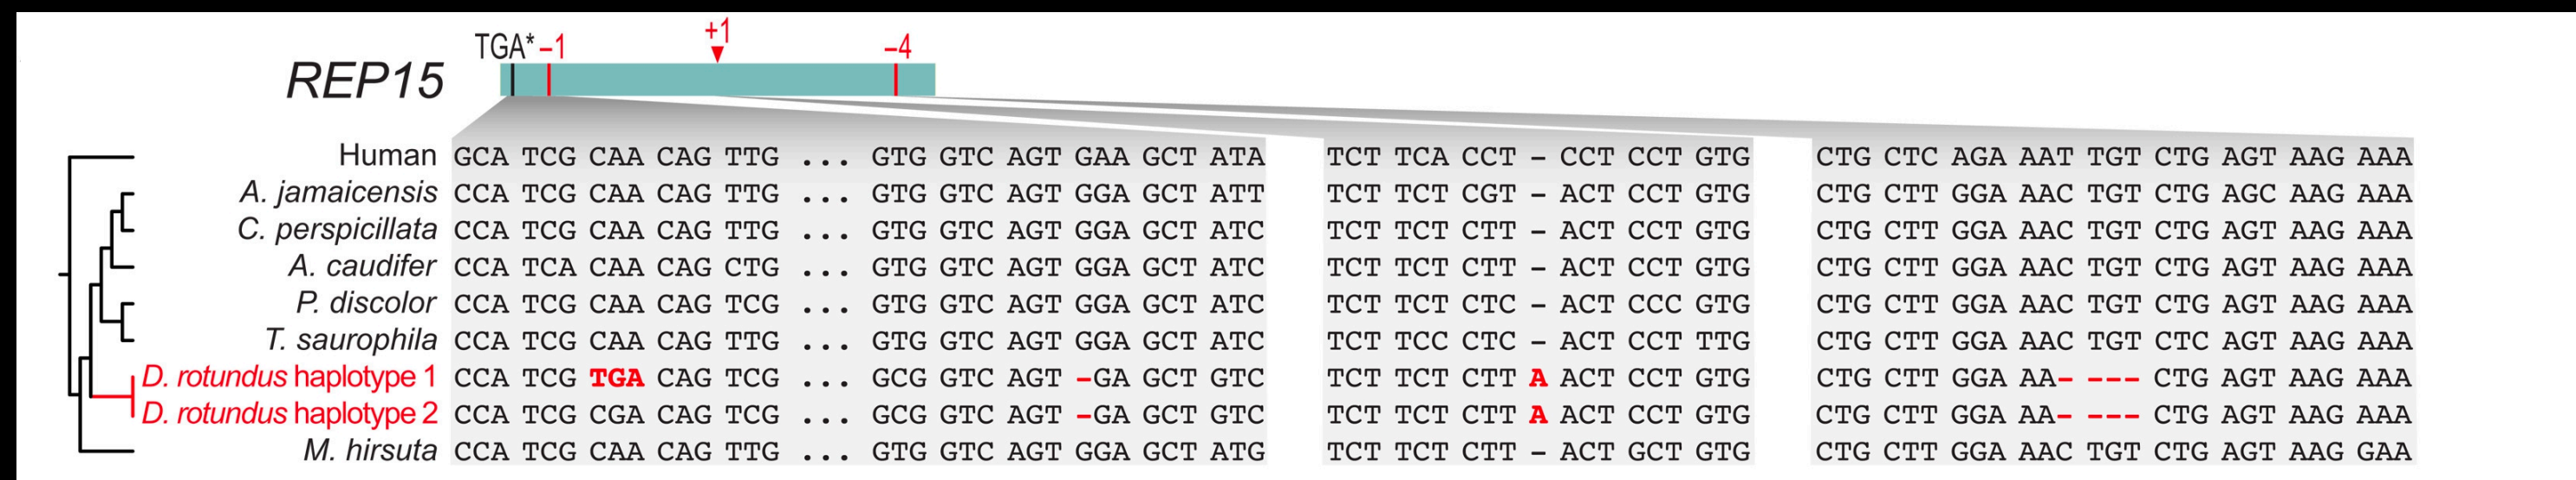 TGA* –1 +1 –4
REP15
Human GCA TCG CAA CAG TTG ... GTG GTC AGT GAA GCT ATA TCT TCA CCT – CCT CCT GTG CTG CTC AGA AAT TGT CTG AGT AAG AAA
A. jamaicensis CCA TCG CAA CAG TTG ... GTG GTC AGT GGA GCT ATT TCT TCT CGT – ACT CCT GTG CTG CTT GGA AAC TGT CTG AGC AAG AAA
C. perspicillata CCA TCG CAA CAG TTG ... GTG GTC AGT GGA GCT ATC TCT TCT CTT – ACT CCT GTG CTG CTT GGA AAC TGT CTG AGT AAG AAA
A. caudifer CCA TCA CAA CAG CTG ... GTG GTC AGT GGA GCT ATC TCT TCT CTT – ACT CCT GTG CTG CTT GGA AAC TGT CTG AGT AAG AAA
P. discolor CCA TCG CAA CAG TCG ... GTG GTC AGT GGA GCT ATC TCT TCT CTC – ACT CCC GTG CTG CTT GGA AAC TGT CTG AGT AAG AAA
T. saurophila CCA TCG CAA CAG TTG ... GTG GTC AGT GGA GCT ATC TCT TCC CTC – ACT CCT TTG CTG CTT GGA AAC TGT CTC AGT AAG AAA
D. rotundus haplotype 1 CCA TCG TGA CAG TCG ... GCG GTC AGT –GA GCT GTC TCT TCT CTT A ACT CCT GTG CTG CTT GGA AA– ––– CTG AGT AAG AAA
D. rotundus haplotype 2 CCA TCG CGA CAG TCG ... GCG GTC AGT –GA GCT GTC TCT TCT CTT A ACT CCT GTG CTG CTT GGA AA– ––– CTG AGT AAG AAA
M. hirsuta CCA TCG CAA CAG TTG ... GTG GTC AGT GGA GCT ATG TCT TCT CTT – ACT GCT GTG CTG CTT GGA AAC TGT CTG AGT AAG GAA